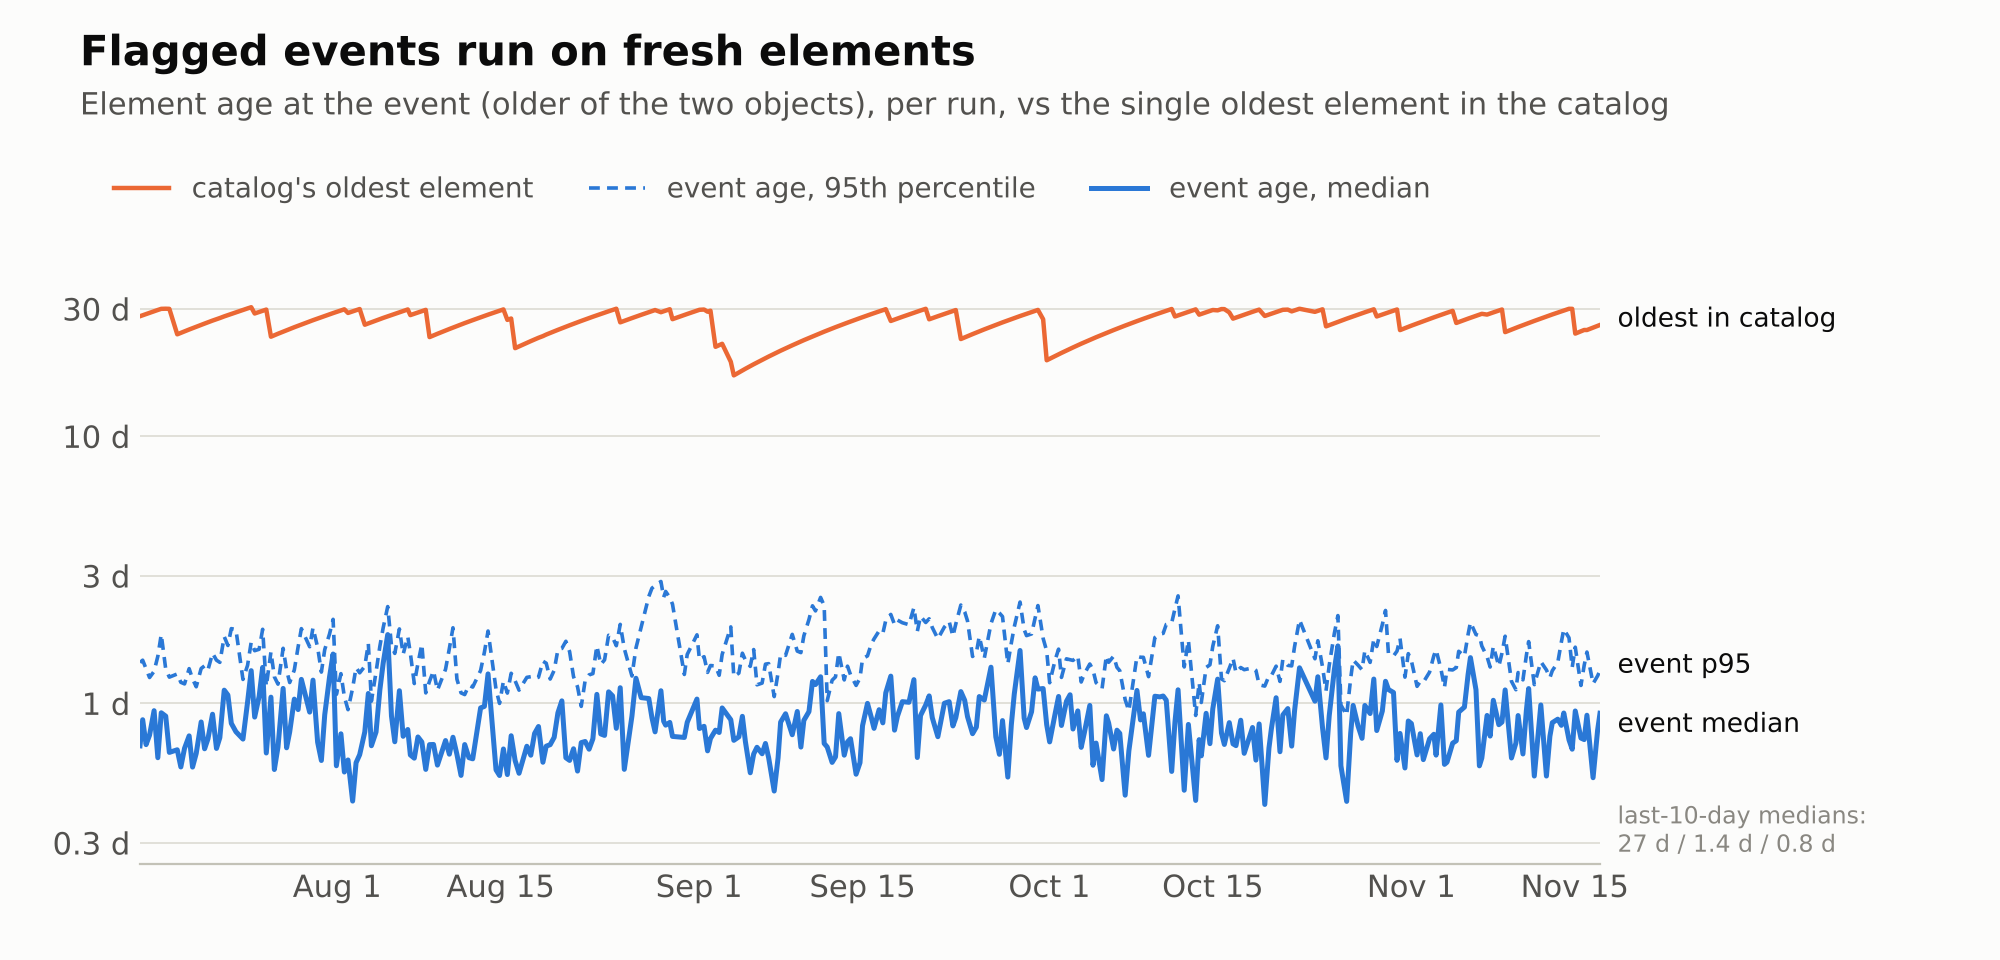 Flagged events run on fresh elements
Element age at the event (older of the two objects), per run, vs the single oldest element in the catalog
catalog's oldest element
event age, 95th percentile
event age, median
30 d
oldest in catalog
10 d
3 d
event p95
1 d
event median
last-10-day medians:
27 d / 1.4 d / 0.8 d
0.3 d
Aug 1
Aug 15
Sep 1
Sep 15
Oct 1
Oct 15
Nov 1
Nov 15